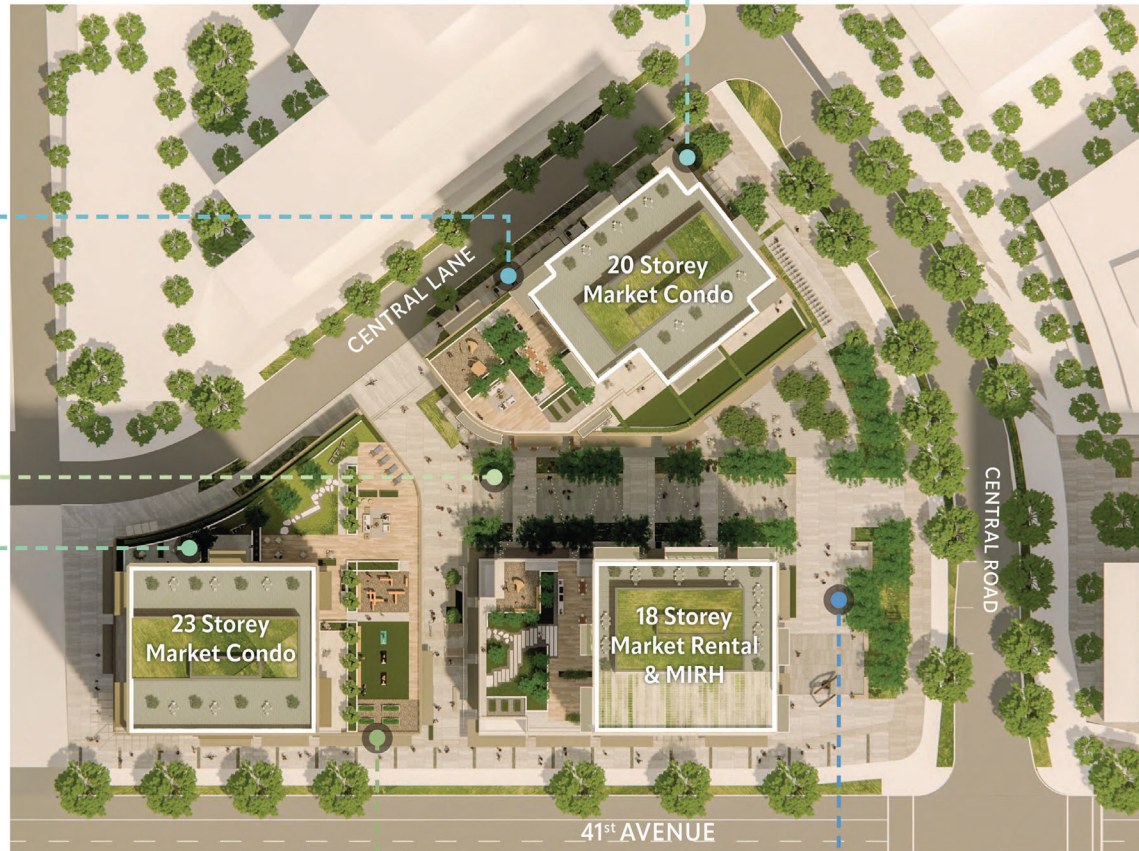 20 Storey
Market Condo
CENTRAL LANE
CENTRAL ROAD
23 Storey
Market Condo
18 Storey
Market Rental
& MIRH
41st AVENUE